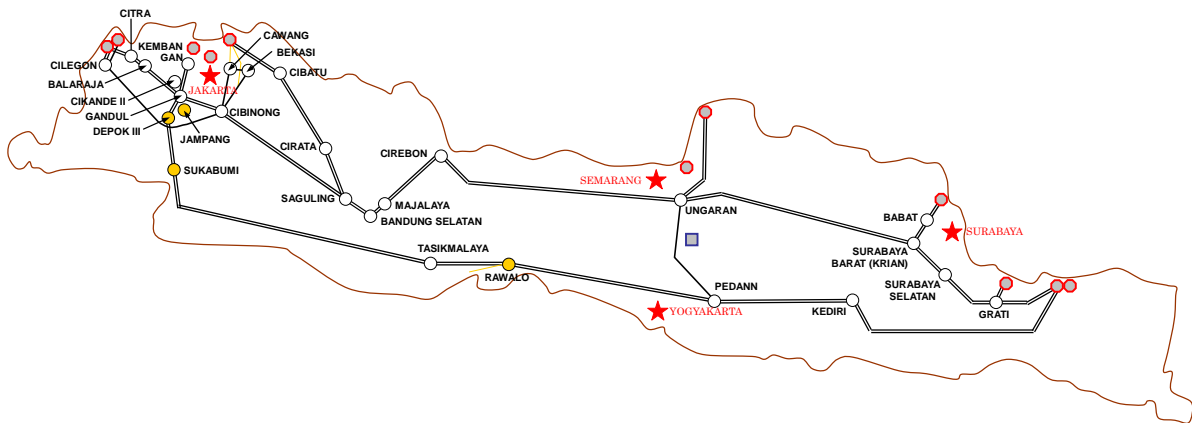 CITRA
KEMBAN
GAN
CAWANG
BEKASI
CILEGON
CIBATU
BALARAJA
JAKARTA
CIKANDE II
GANDUL
CIBINONG
DEPOK III
JAMPANG
CIRATA
CIREBON
SUKABUMI
SEMARANG
SAGULING
MAJALAYA
UNGARAN
BANDUNG SELATAN
BABAT
SURABAYA
TASIKMALAYA
SURABAYA
BARAT (KRIAN)
RAWALO
PEDANN
SURABAYA
SELATAN
YOGYAKARTA
KEDIRI
GRATI